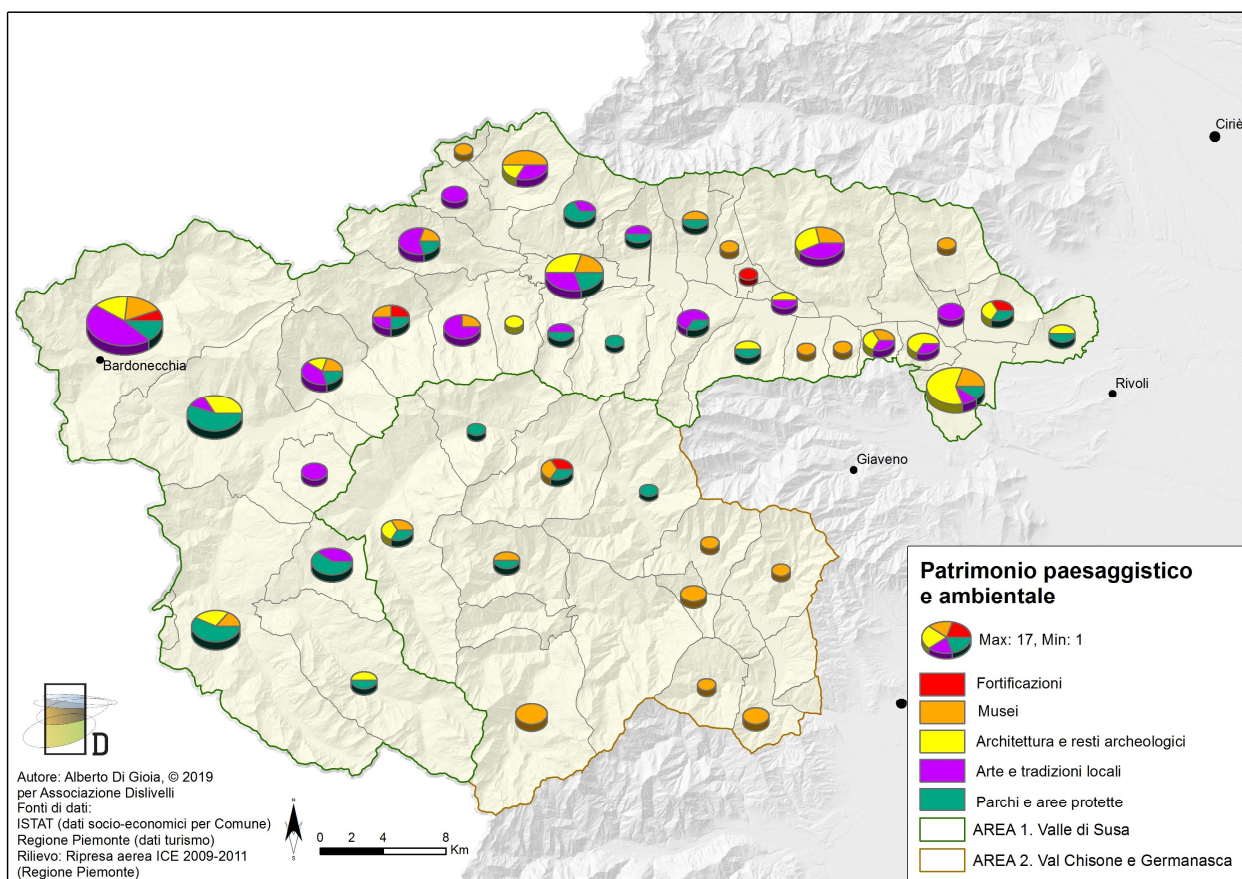 Ciriè
Bardonecchia
Rivoli
Giaveno
Patrimonio paesaggistico
e ambientale
Max: 17, Min: 1
Fortificazioni
Musei
Architettura e resti archeologici
Arte e tradizioni locali
Parchi e aree protette
AREA 1. Valle di Susa
AREA 2. Val Chisone e Germanasca
D
Autore: Alberto Di Gioia, © 2019
per Associazione Dislivelli
Fonti di dati:
ISTAT (dati socio-economici per Comune)
Regione Piemonte (dati turismo)
Rilievo: Ripresa aerea ICE 2009-2011
(Regione Piemonte)
N
S
0 2 4 8
Km